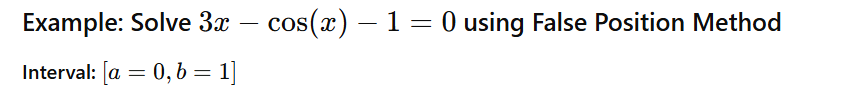 Example: Solve 3x − cos(x) − 1 = 0 using False Position Method
Interval: [a = 0, b = 1]